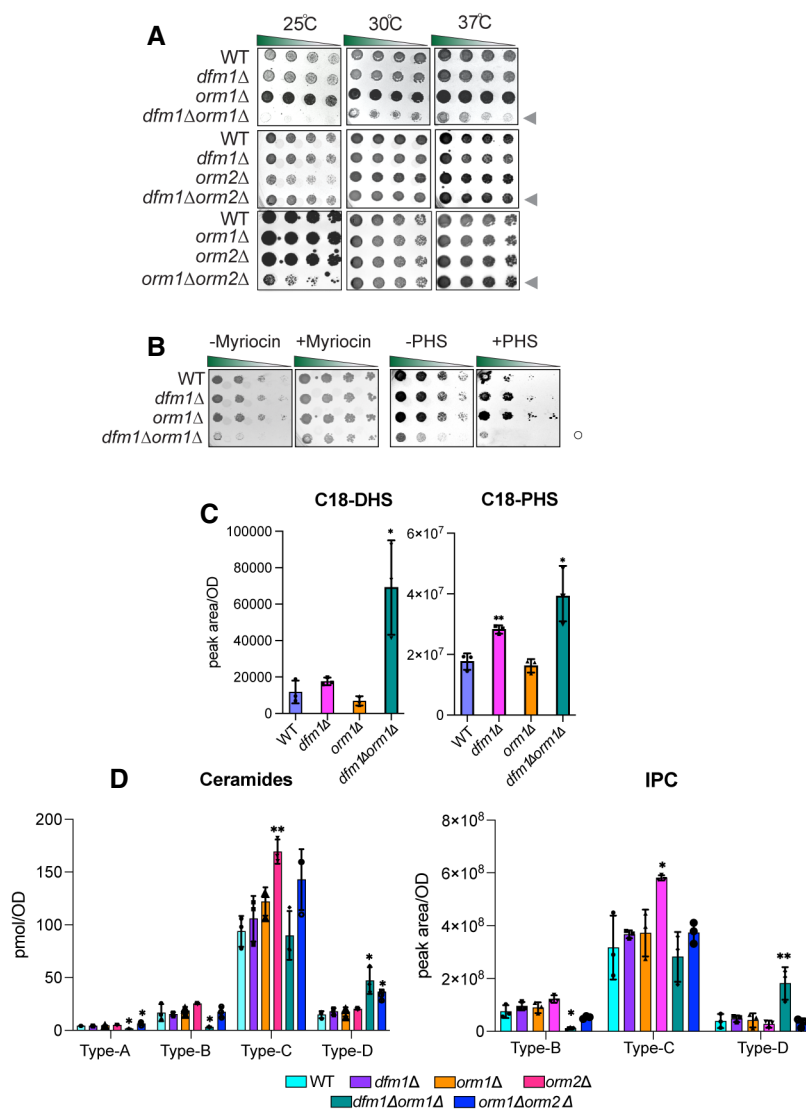 A
25°C 30°C 37°C
WT
dfm1Δ
orm1Δ
dfm1Δorm1Δ
WT
dfm1Δ
orm2Δ
dfm1Δorm2Δ
WT
orm1Δ
orm2Δ
orm1Δorm2Δ
B
-Myriocin +Myriocin -PHS +PHS
WT
dfm1Δ
orm1Δ
dfm1Δorm1Δ
C
C18-DHS C18-PHS
peak area/OD
100000
80000
60000
40000
20000
0
*
WT dfm1Δ orm1Δ dfm1Δorm1Δ
6×10⁷
4×10⁷
2×10⁷
0
** *
WT dfm1Δ orm1Δ dfm1Δorm1Δ
D
Ceramides IPC
pmol/OD
200
150
100
50
0
* * * ** * *
Type-A Type-B Type-C Type-D
peak area/OD
8×10⁸
6×10⁸
4×10⁸
2×10⁸
0
* * **
Type-B Type-C Type-D
WT dfm1Δ orm1Δ orm2Δ
dfm1Δorm1Δ orm1Δorm2 Δ